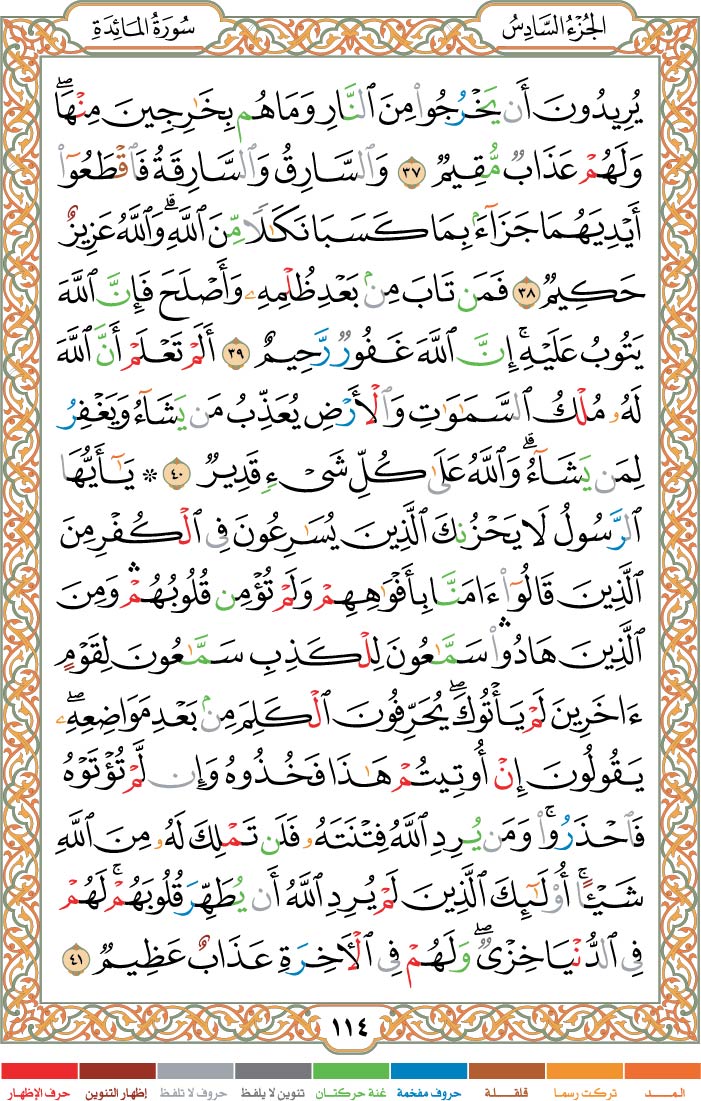 الجُزْءُ السَّادِسُ
سُورَةُ المَائِدَةِ
يُرِيدُونَ أَن يَخْرُجُوا۟ مِنَ ٱلنَّارِ وَمَا هُم بِخَٰرِجِينَ مِنْهَا ۖ
وَلَهُمْ عَذَابٌ مُّقِيمٌ ٣٧ وَٱلسَّارِقُ وَٱلسَّارِقَةُ فَٱقْطَعُوٓا۟
أَيْدِيَهُمَا جَزَآءًۢ بِمَا كَسَبَا نَكَٰلًا مِّنَ ٱللَّهِ ۗ وَٱللَّهُ عَزِيزٌ
حَكِيمٌ ٣٨ فَمَن تَابَ مِنۢ بَعْدِ ظُلْمِهِۦ وَأَصْلَحَ فَإِنَّ ٱللَّهَ
يَتُوبُ عَلَيْهِ ۗ إِنَّ ٱللَّهَ غَفُورٌ رَّحِيمٌ ٣٩ أَلَمْ تَعْلَمْ أَنَّ ٱللَّهَ
لَهُۥ مُلْكُ ٱلسَّمَٰوَٰتِ وَٱلْأَرْضِ يُعَذِّبُ مَن يَشَآءُ وَيَغْفِرُ
لِمَن يَشَآءُ ۗ وَٱللَّهُ عَلَىٰ كُلِّ شَىْءٍ قَدِيرٌ ٤٠ ۞ يَٰٓأَيُّهَا
ٱلرَّسُولُ لَا يَحْزُنكَ ٱلَّذِينَ يُسَٰرِعُونَ فِى ٱلْكُفْرِ مِنَ
ٱلَّذِينَ قَالُوٓا۟ ءَامَنَّا بِأَفْوَٰهِهِمْ وَلَمْ تُؤْمِن قُلُوبُهُمْ ۛ وَمِنَ
ٱلَّذِينَ هَادُوا۟ ۛ سَمَّٰعُونَ لِلْكَذِبِ سَمَّٰعُونَ لِقَوْمٍ
ءَاخَرِينَ لَمْ يَأْتُوكَ ۖ يُحَرِّفُونَ ٱلْكَلِمَ مِنۢ بَعْدِ مَوَاضِعِهِۦ ۖ
يَقُولُونَ إِنْ أُوتِيتُمْ هَٰذَا فَخُذُوهُ وَإِن لَّمْ تُؤْتَوْهُ
فَٱحْذَرُوا۟ ۚ وَمَن يُرِدِ ٱللَّهُ فِتْنَتَهُۥ فَلَن تَمْلِكَ لَهُۥ مِنَ ٱللَّهِ
شَيْـًٔا ۚ أُو۟لَٰٓئِكَ ٱلَّذِينَ لَمْ يُرِدِ ٱللَّهُ أَن يُطَهِّرَ قُلُوبَهُمْ ۚ لَهُمْ
فِى ٱلدُّنْيَا خِزْىٌ ۖ وَلَهُمْ فِى ٱلْءَاخِرَةِ عَذَابٌ عَظِيمٌ ٤١
١١٤
المــد تركت رسما قلقـلة حروف مفخمة غنة حركتـان تنوين لا يلفظ حروف لا تلفظ إظهار التنوين حرف الإظهار